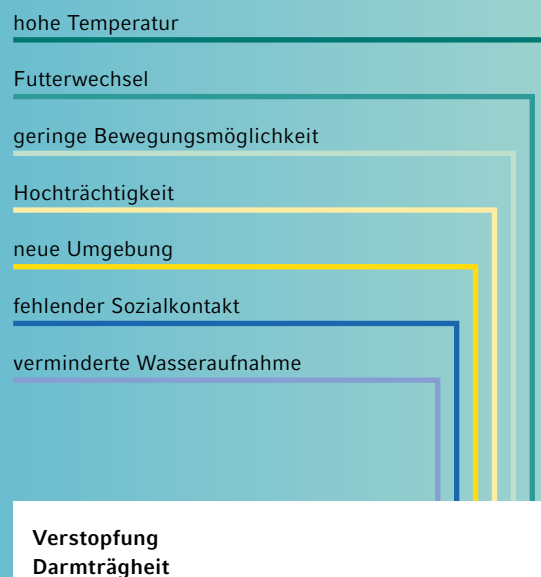 hohe Temperatur
Futterwechsel
geringe Bewegungsmöglichkeit
Hochträchtigkeit
neue Umgebung
fehlender Sozialkontakt
verminderte Wasseraufnahme
Verstopfung
Darmträgheit